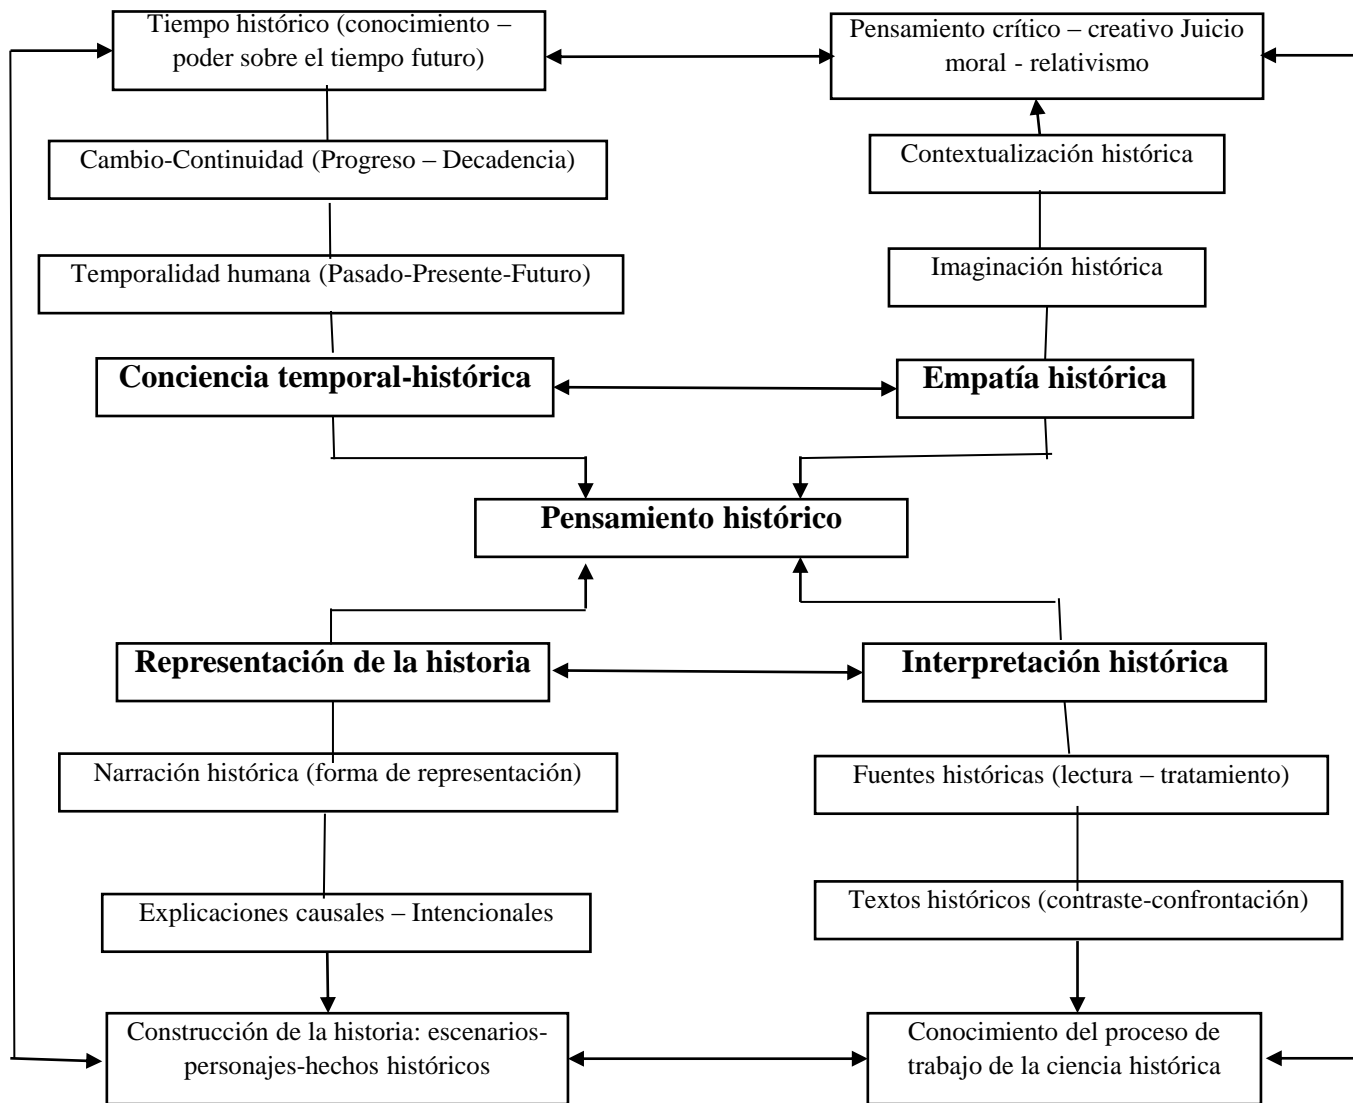 Tiempo histórico (conocimiento –
poder sobre el tiempo futuro)
Pensamiento crítico – creativo Juicio
moral - relativismo
Cambio-Continuidad (Progreso – Decadencia)
Contextualización histórica
Temporalidad humana (Pasado-Presente-Futuro)
Imaginación histórica
Conciencia temporal-histórica
Empatía histórica
Pensamiento histórico
Representación de la historia
Interpretación histórica
Narración histórica (forma de representación)
Fuentes históricas (lectura – tratamiento)
Explicaciones causales – Intencionales
Textos históricos (contraste-confrontación)
Construcción de la historia: escenarios-
personajes-hechos históricos
Conocimiento del proceso de
trabajo de la ciencia histórica